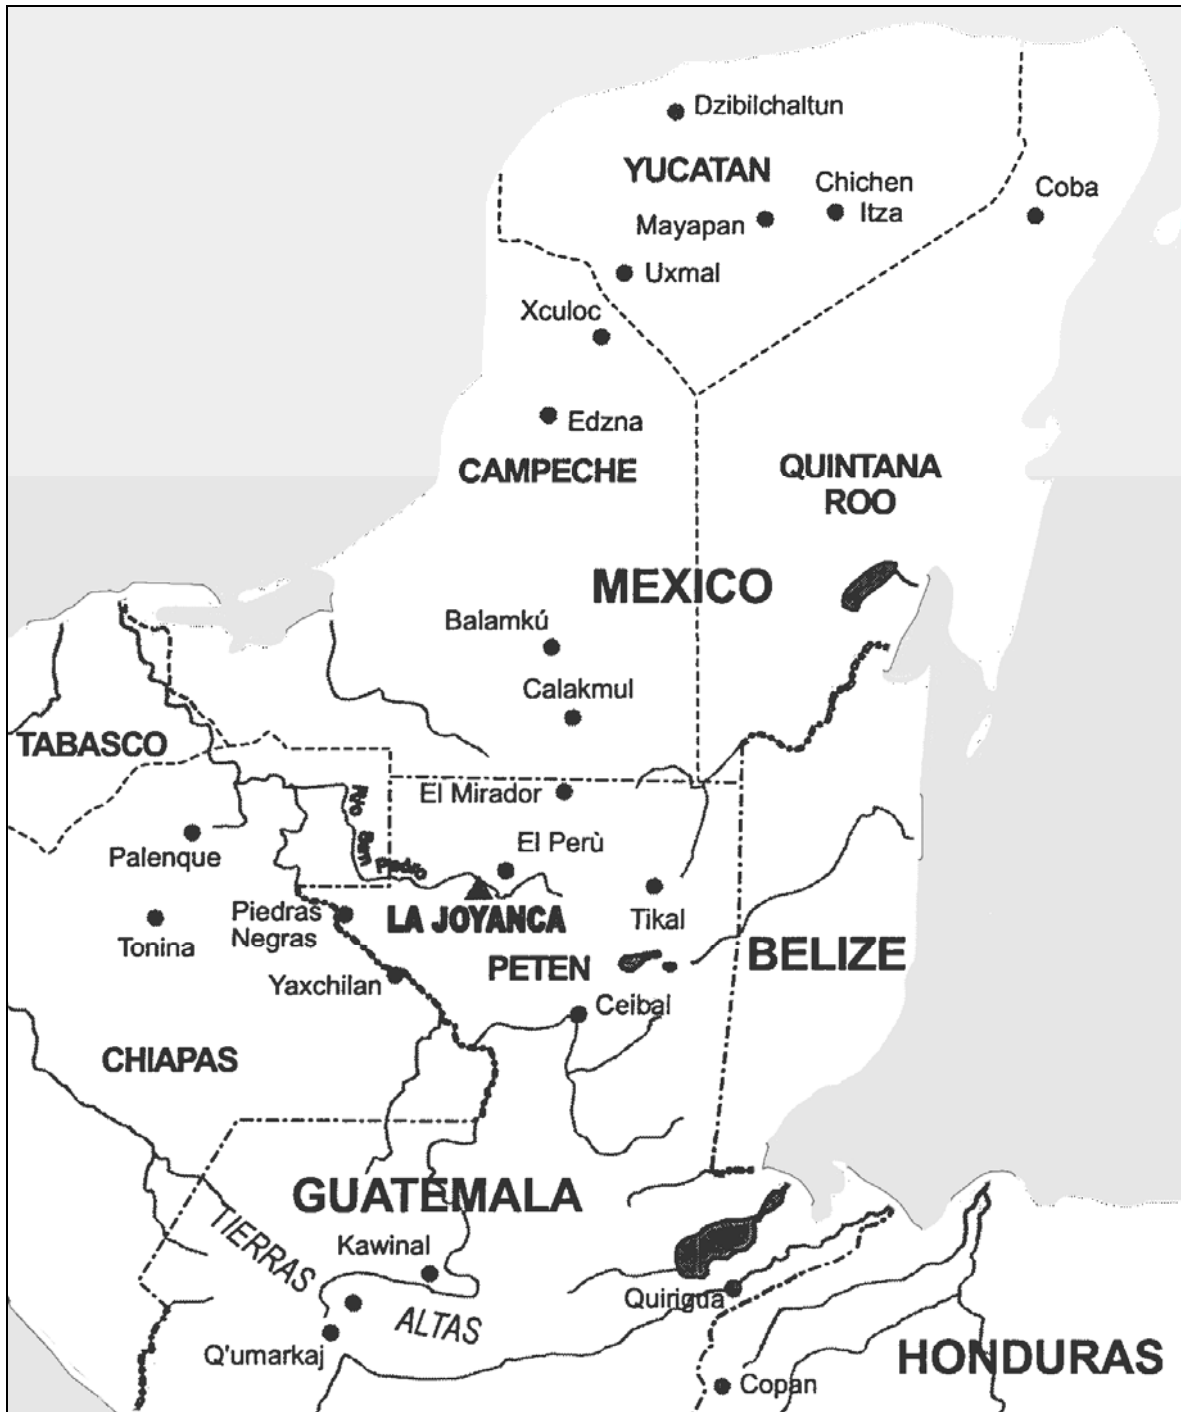 Dzibilchaltun
YUCATAN
Chichen
Itza
Coba
Mayapan
Uxmal
Xculoc
Edzna
CAMPECHE
QUINTANA
ROO
MEXICO
Balamkú
Calakmul
TABASCO
El Mirador
Rio
San
Piedro
El Perù
Palenque
Piedras
Negras
LA JOYANCA
Tikal
Tonina
PETEN
BELIZE
Yaxchilan
Ceibal
CHIAPAS
GUATEMALA
TIERRAS
ALTAS
Kawinal
Quirigua
Q'umarkaj
HONDURAS
Copan